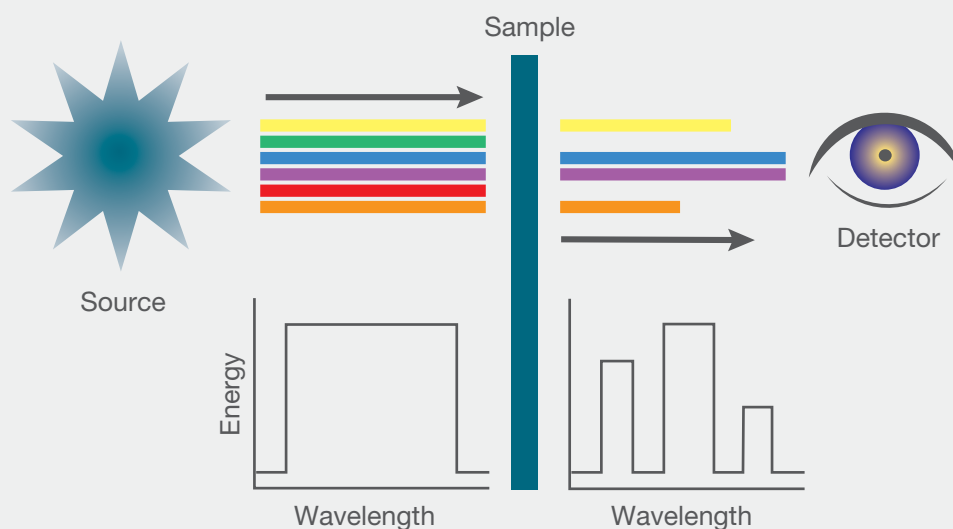 Sample
Source
Detector
Energy
Wavelength
Wavelength